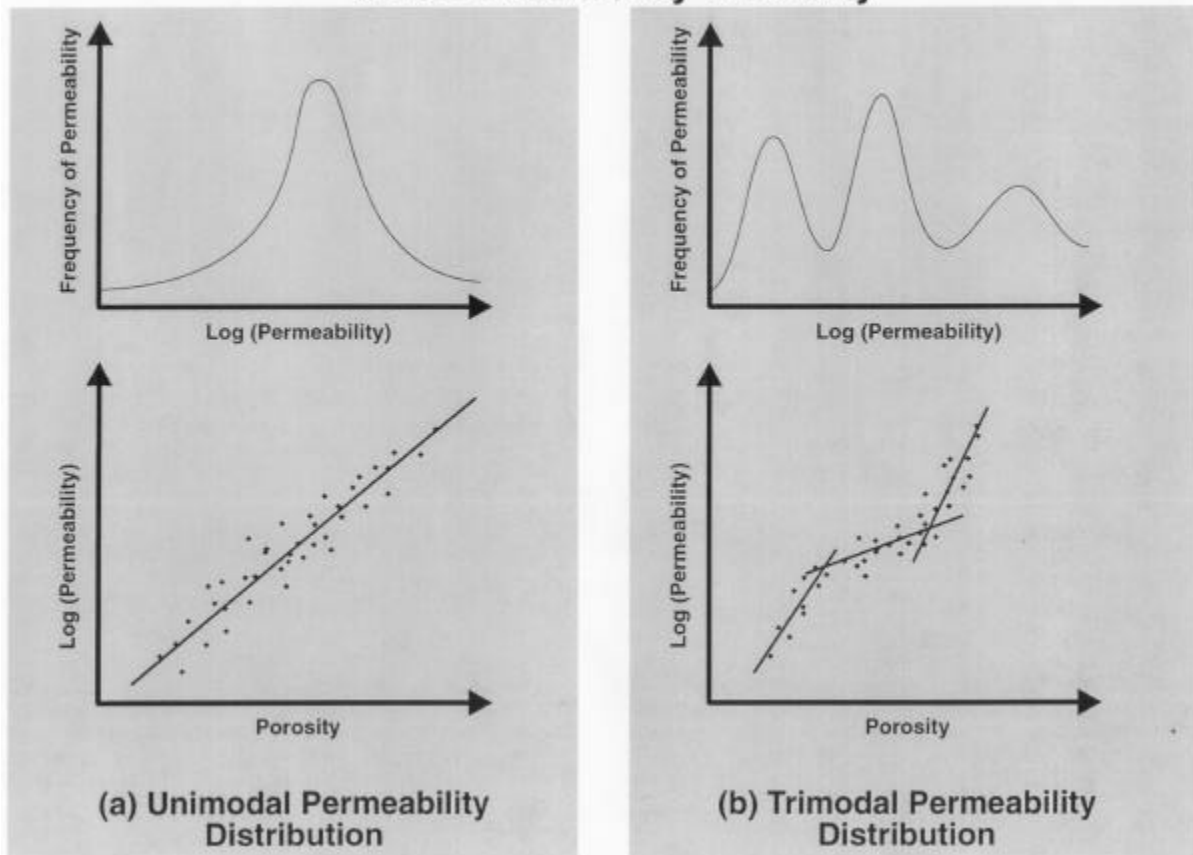 Frequency of Permeability
Log (Permeability)
Log (Permeability)
Porosity
(a) Unimodal Permeability
Distribution
Frequency of Permeability
Log (Permeability)
Log (Permeability)
Porosity
(b) Trimodal Permeability
Distribution